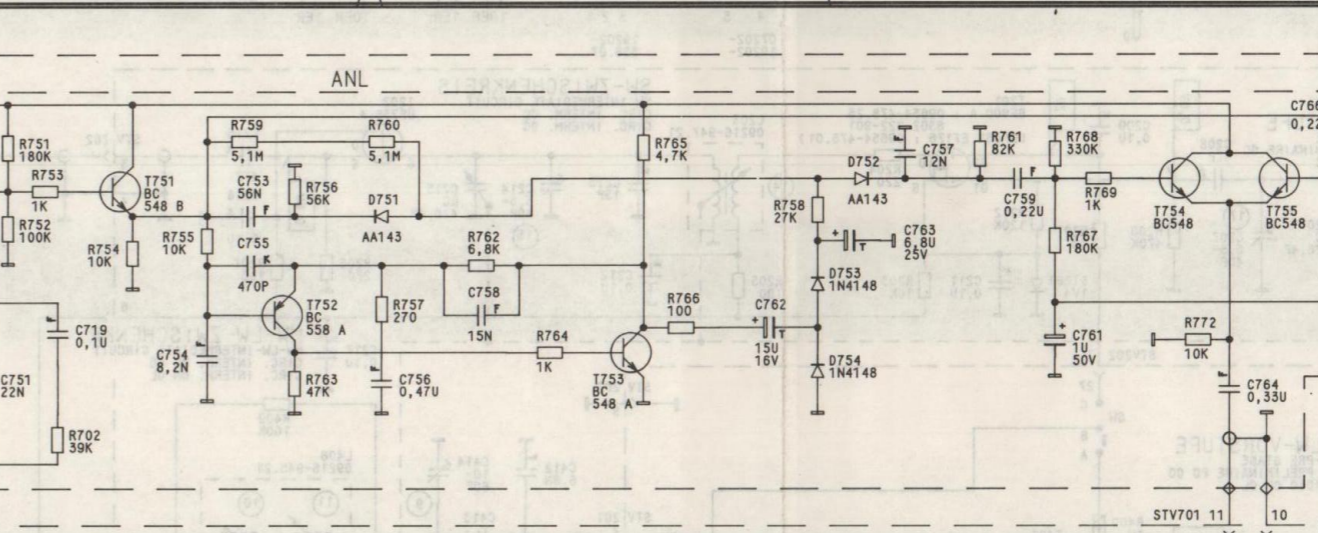 ANL
C766
0,22
R751
180K
R753
1K
R752
100K
T751
BC
548 B
R754
10K
R755
10K
R759
5,1M
R760
5,1M
C753
56N
F
R756
56K
D751
AA143
C755
K
470P
R762
6,8K
C758
F
15N
R765
4,7K
T752
BC
558 A
R757
270
R764
1K
T753
BC
548 A
R763
47K
C756
0,47U
C754
8,2N
C719
0,1U
C751
22N
R702
39K
R766
100
C762
+
T
15U
16V
R758
27K
D752
AA143
C757
12N
+
T
C763
6,8U
25V
D753
1N4148
D754
1N4148
R761
82K
C759
F
0,22U
R768
330K
R769
1K
R767
180K
+
C761
1U
50V
T754
BC548
T755
BC548
R772
10K
C764
0,33U
STV701 11
10